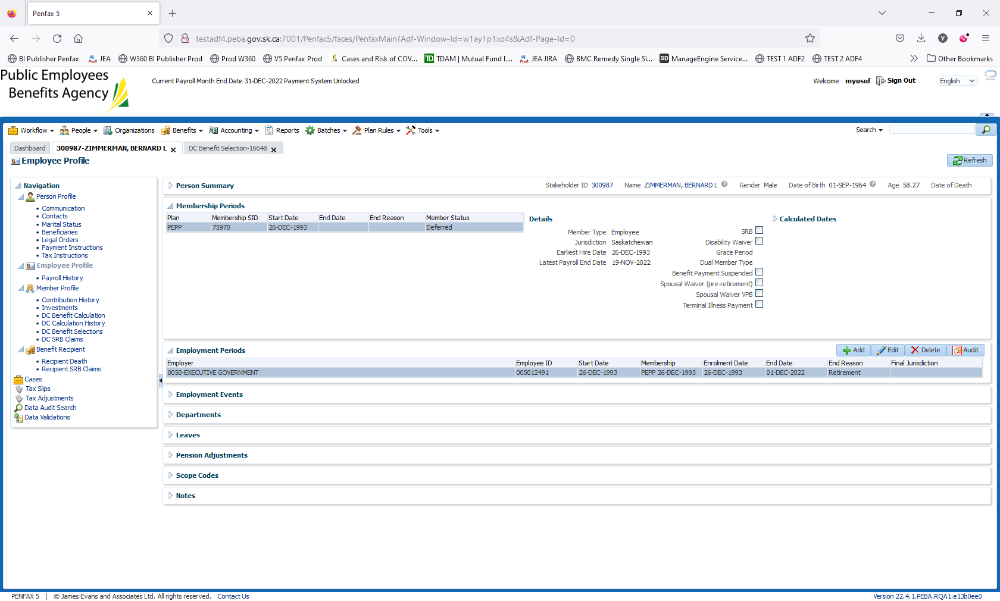 Penfax 5
testadf4.peba.gov.sk.ca:7001/Penfax5/faces/PenfaxMain?Adf-Window-Id=w1ay1p1xo4s&Adf-Page-Id=0
BI Publisher Penfax JEA W360 BI Publisher Prod Prod W360 V5 Penfax Prod Cases and Risk of COV... TDAM | Mutual Fund L... JEA JIRA BMC Remedy Single Si... ManageEngine Service... TEST 1 ADF2 TEST 2 ADF4 Other Bookmarks
Public Employees
Benefits Agency
Current Payroll Month End Date 31-DEC-2022 Payment System Unlocked
Welcome myusuf Sign Out English
Workflow People Organizations Benefits Accounting Reports Batches Plan Rules Tools Search
Dashboard 300987-ZIMMERMAN, BERNARD L DC Benefit Selection-16648
Employee Profile Refresh
Navigation
Person Profile
Communication
Contacts
Marital Status
Beneficiaries
Legal Orders
Payment Instructions
Tax Instructions
Employee Profile
Payroll History
Member Profile
Contribution History
Investments
DC Benefit Calculation
DC Calculation History
DC Benefit Selections
DC SRB Claims
Benefit Recipient
Recipient Death
Recipient SRB Claims
Cases
Tax Slips
Tax Adjustments
Data Audit Search
Data Validations
Person Summary Stakeholder ID 300987 Name ZIMMERMAN, BERNARD L Gender Male Date of Birth 01-SEP-1964 Age 58.27 Date of Death
Membership Periods
Plan Membership SID Start Date End Date End Reason Member Status
PEPP 75970 26-DEC-1993 Deferred
Details
Member Type Employee
Jurisdiction Saskatchewan
Earliest Hire Date 26-DEC-1993
Latest Payroll End Date 19-NOV-2022
SRB
Disability Waiver
Grace Period
Dual Member Type
Benefit Payment Suspended
Spousal Waiver (pre-retirement)
Spousal Waiver VPB
Terminal Illness Payment
Calculated Dates
Employment Periods Add Edit Delete Audit
Employer Employee ID Start Date Membership Enrolment Date End Date End Reason Final Jurisdiction
0050-EXECUTIVE GOVERNMENT 005012491 26-DEC-1993 PEPP 26-DEC-1993 26-DEC-1993 01-DEC-2022 Retirement
Employment Events
Departments
Leaves
Pension Adjustments
Scope Codes
Notes
PENFAX 5 | © James Evans and Associates Ltd. All rights reserved. Contact Us Version 22.4.1.PEBA.RQA1.e13b0ee0